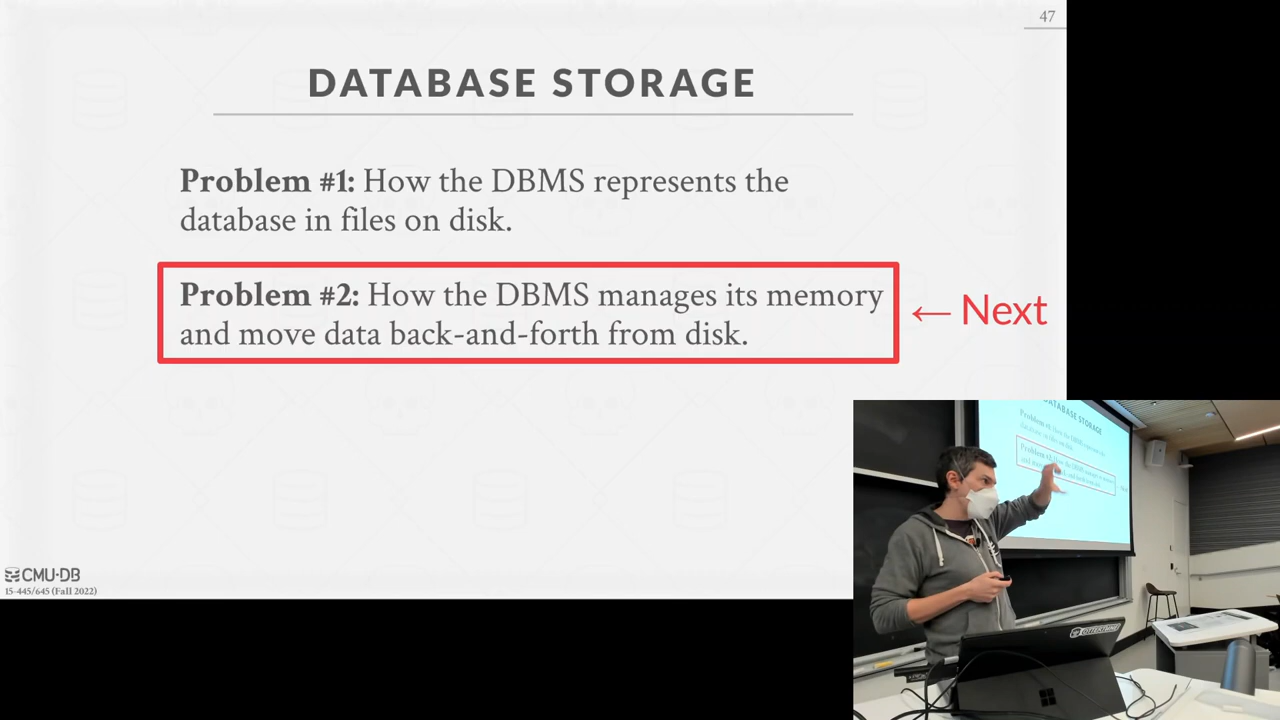 47
DATABASE STORAGE
Problem #1: How the DBMS represents the
database in files on disk.
Problem #2: How the DBMS manages its memory
and move data back-and-forth from disk.
← Next
CMU·DB
15-445/645 (Fall 2022)
DATABASE STORAGE